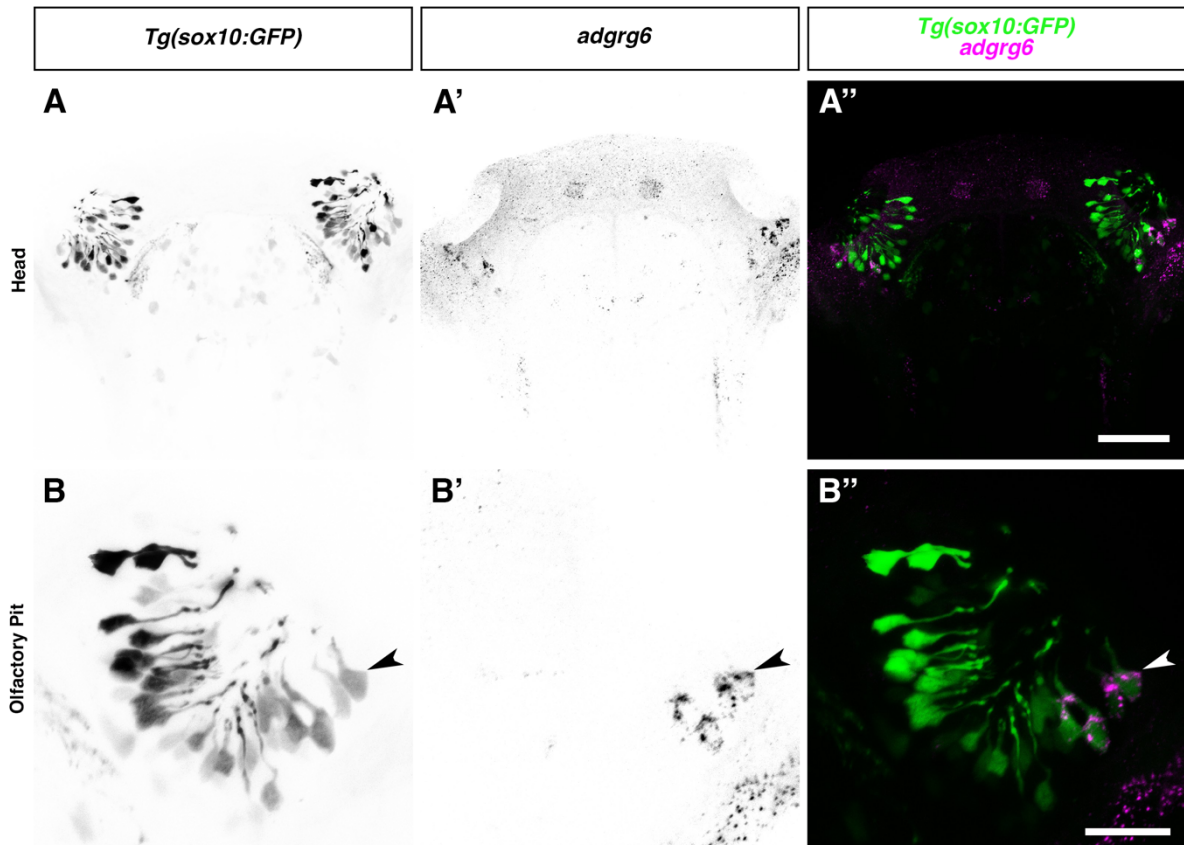 Tg(sox10:GFP)
adgrg6
Tg(sox10:GFP)
adgrg6
Head
A
A'
A"
Olfactory Pit
B
B'
B"